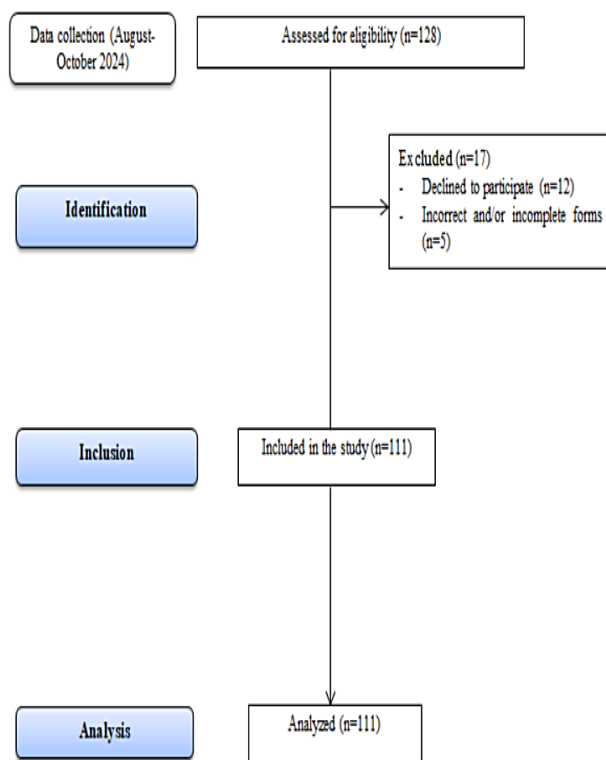 Data collection (August-
October 2024)
Assessed for eligibility (n=128)
Excluded (n=17)
- Declined to participate (n=12)
- Incorrect and/or incomplete forms
(n=5)
Identification
Inclusion
Included in the study (n=111)
Analysis
Analyzed (n=111)